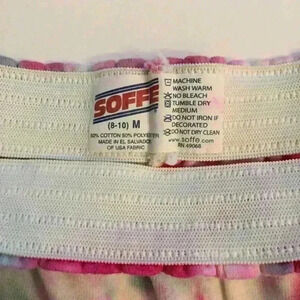 SOFFE
(8-10) M
50% COTTON 50% POLYESTER
MADE IN EL SALVADOR
OF USA FABRIC
MACHINE
WASH WARM
NO BLEACH
TUMBLE DRY
MEDIUM
DO NOT IRON IF
DECORATED
DO NOT DRY CLEAN
www.soffe.com
RN 49068